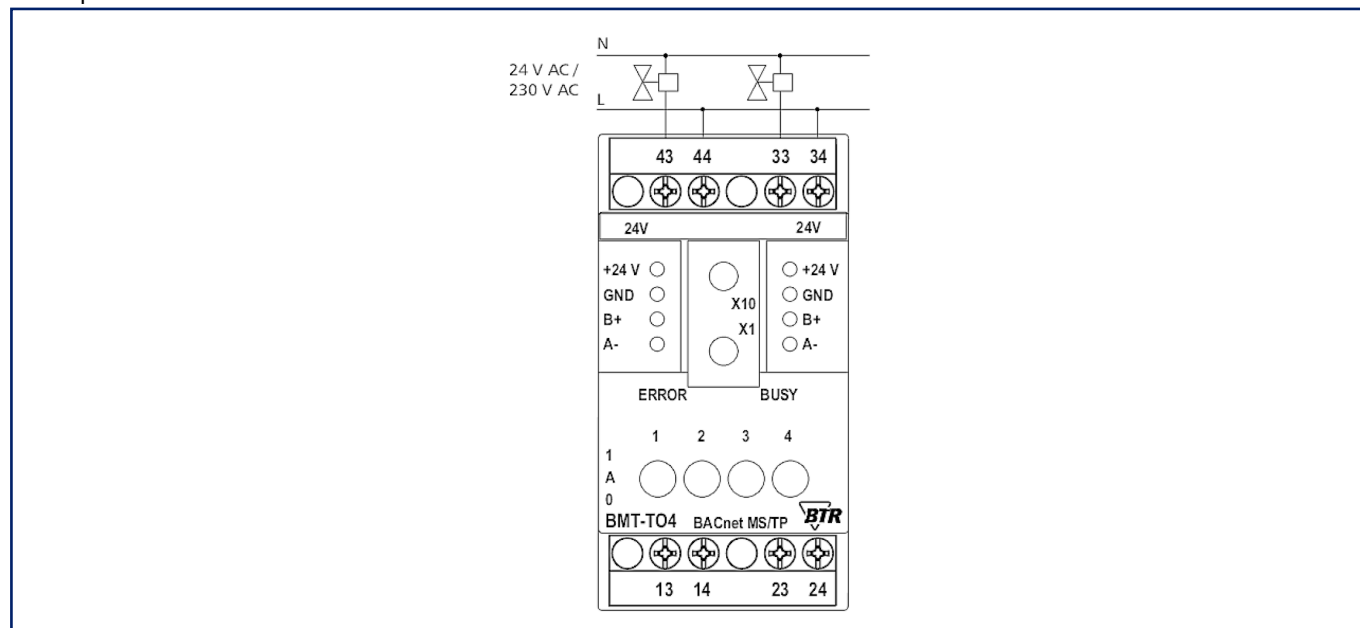 N
24 V AC /
230 V AC
L
43 44 33 34
24V 24V
+24 V +24 V
GND GND
X10
B+ B+
X1
A- A-
ERROR BUSY
1 2 3 4
1
A
0
BMT-TO4 BACnet MS/TP BTR
13 14 23 24